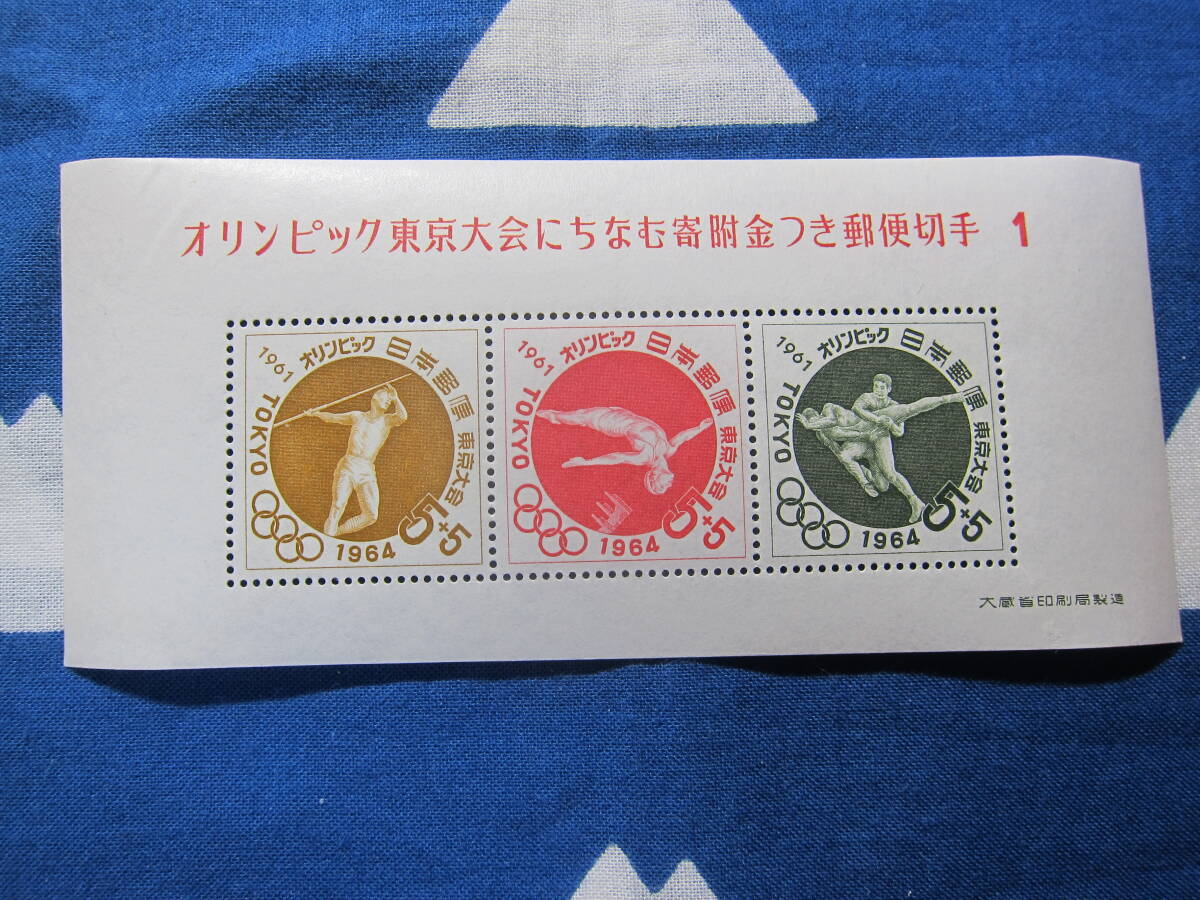 オリンピック東京大会にちなむ寄附金つき郵便切手 1
1961 オリンピック 日本郵便
TOKYO 東京大会
1964 5+5
1961 オリンピック 日本郵便
TOKYO 東京大会
1964 5+5
1961 オリンピック 日本郵便
TOKYO 東京大会
1964 5+5
大蔵省印刷局製造